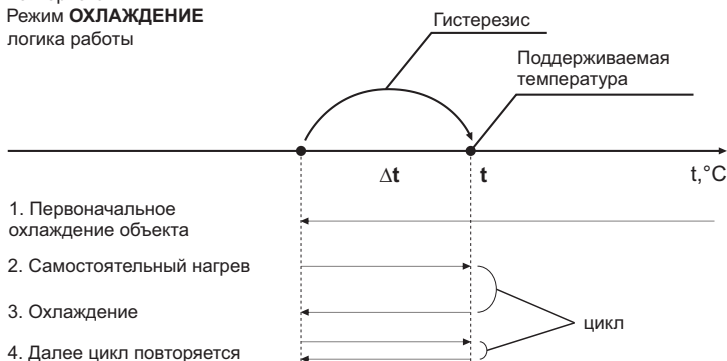 Режим ОХЛАЖДЕНИЕ
логика работы
Гистерезис
Поддерживаемая
температура
Δt
t
t,°C
1. Первоначальное
охлаждение объекта
2. Самостоятельный нагрев
3. Охлаждение
цикл
4. Далее цикл повторяется